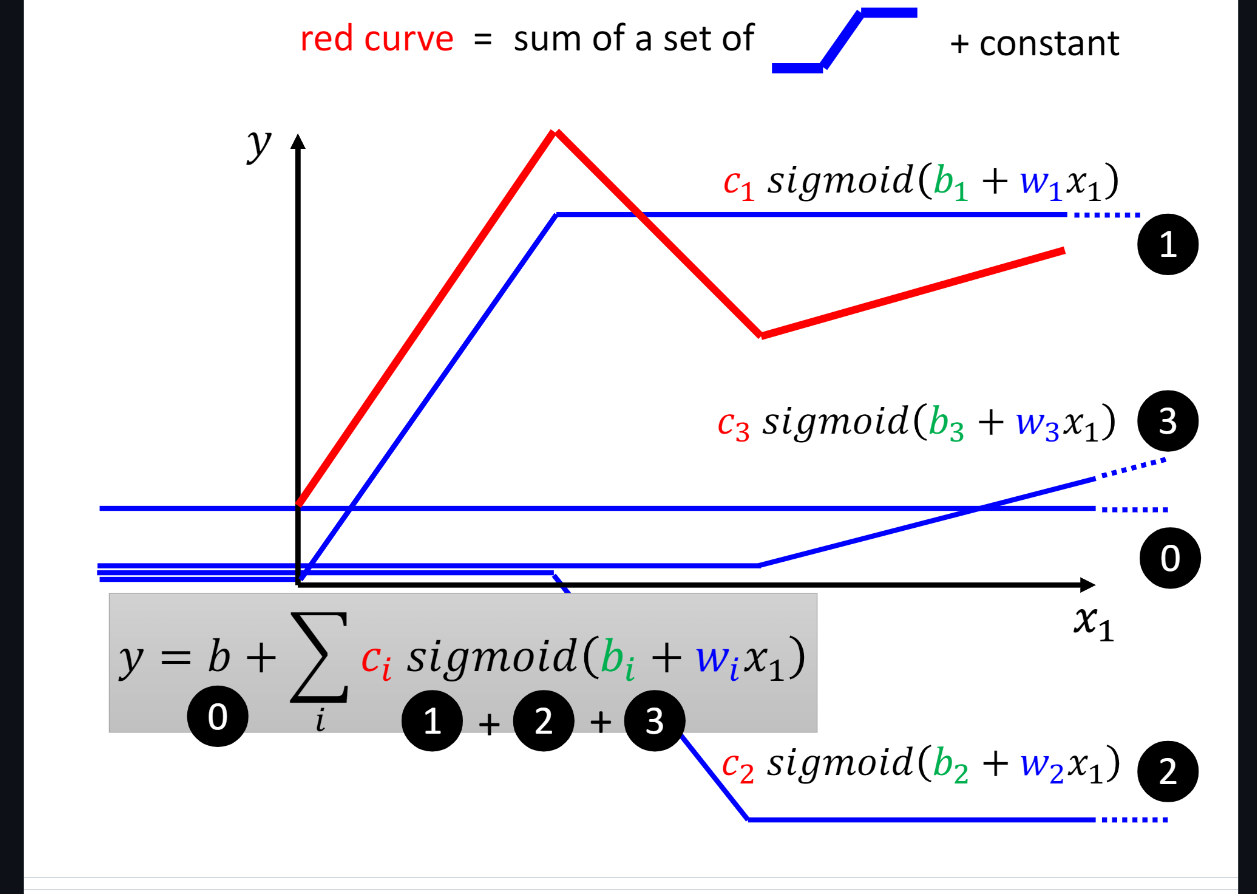 red curve = sum of a set of + constant
y
c₁ sigmoid(b₁ + w₁x₁)
1
c₃ sigmoid(b₃ + w₃x₁)
3
0
x₁
y = b + ∑ cᵢ sigmoid(bᵢ + wᵢx₁)
i
0 1 + 2 + 3
c₂ sigmoid(b₂ + w₂x₁)
2